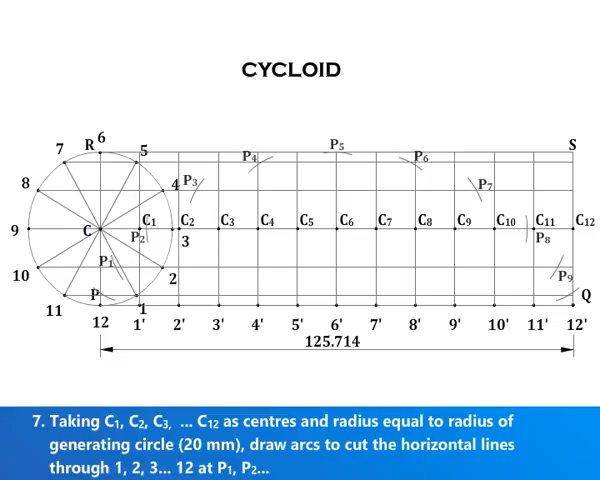 CYCLOID
R 6 P₅ S
7 5 P₄ P₆
8 4 P₃ P₇
9 C C₁ C₂ C₃ C₄ C₅ C₆ C₇ C₈ C₉ C₁₀ C₁₁ C₁₂
P₂ 3 P₈
10 P₁ 2 P₉
P Q
11 1
12 1' 2' 3' 4' 5' 6' 7' 8' 9' 10' 11' 12'
125.714
7. Taking C₁, C₂, C₃, ... C₁₂ as centres and radius equal to radius of
generating circle (20 mm), draw arcs to cut the horizontal lines
through 1, 2, 3... 12 at P₁, P₂...